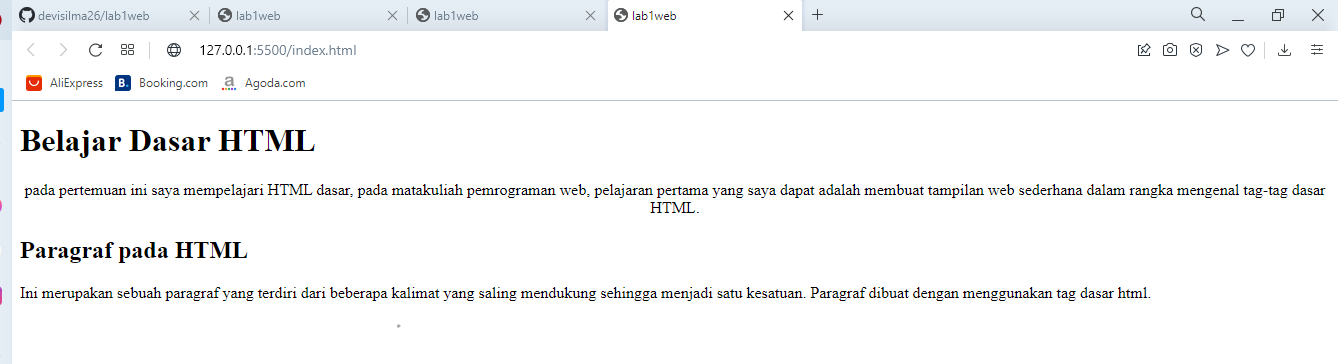 devisilma26/lab1web
lab1web
lab1web
lab1web
127.0.0.1:5500/index.html
AliExpress
B.
Booking.com
a
Agoda.com
Belajar Dasar HTML
pada pertemuan ini saya mempelajari HTML dasar, pada matakuliah pemrograman web, pelajaran pertama yang saya dapat adalah membuat tampilan web sederhana dalam rangka mengenal tag-tag dasar
HTML.
Paragraf pada HTML
Ini merupakan sebuah paragraf yang terdiri dari beberapa kalimat yang saling mendukung sehingga menjadi satu kesatuan. Paragraf dibuat dengan menggunakan tag dasar html.